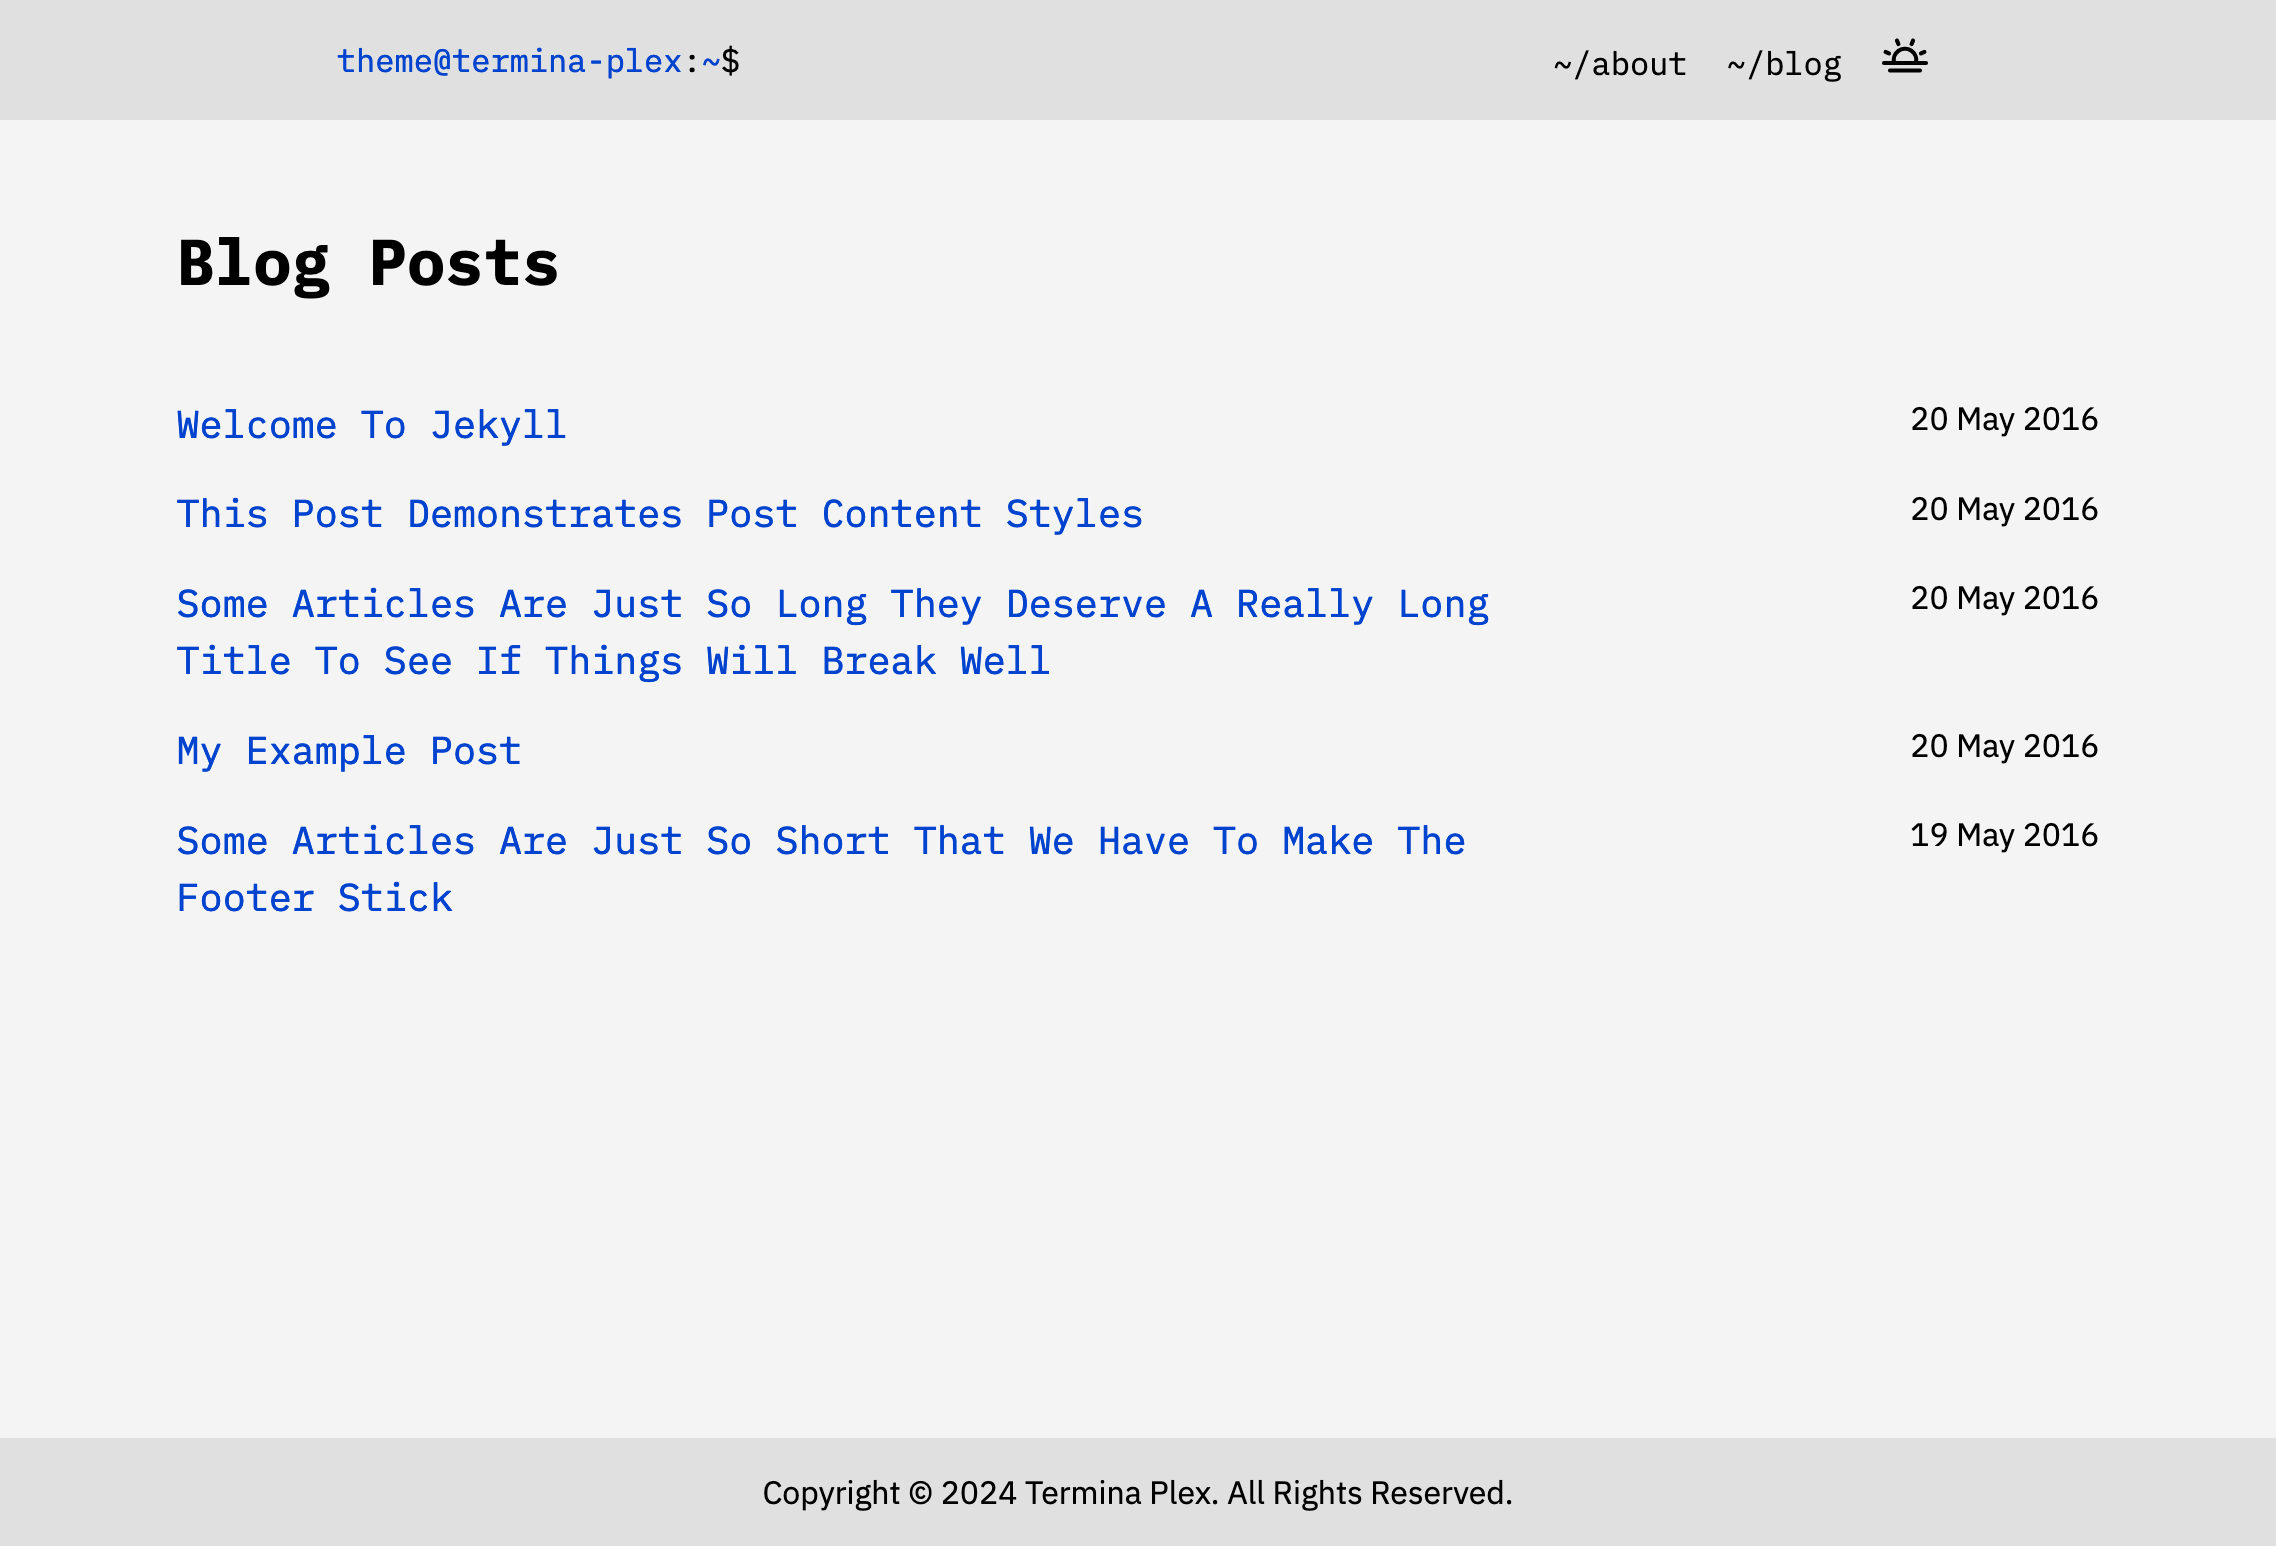 theme@termina-plex:~$
~/about ~/blog
Blog Posts
Welcome To Jekyll 20 May 2016
This Post Demonstrates Post Content Styles 20 May 2016
Some Articles Are Just So Long They Deserve A Really Long 20 May 2016
Title To See If Things Will Break Well
My Example Post 20 May 2016
Some Articles Are Just So Short That We Have To Make The 19 May 2016
Footer Stick
Copyright © 2024 Termina Plex. All Rights Reserved.